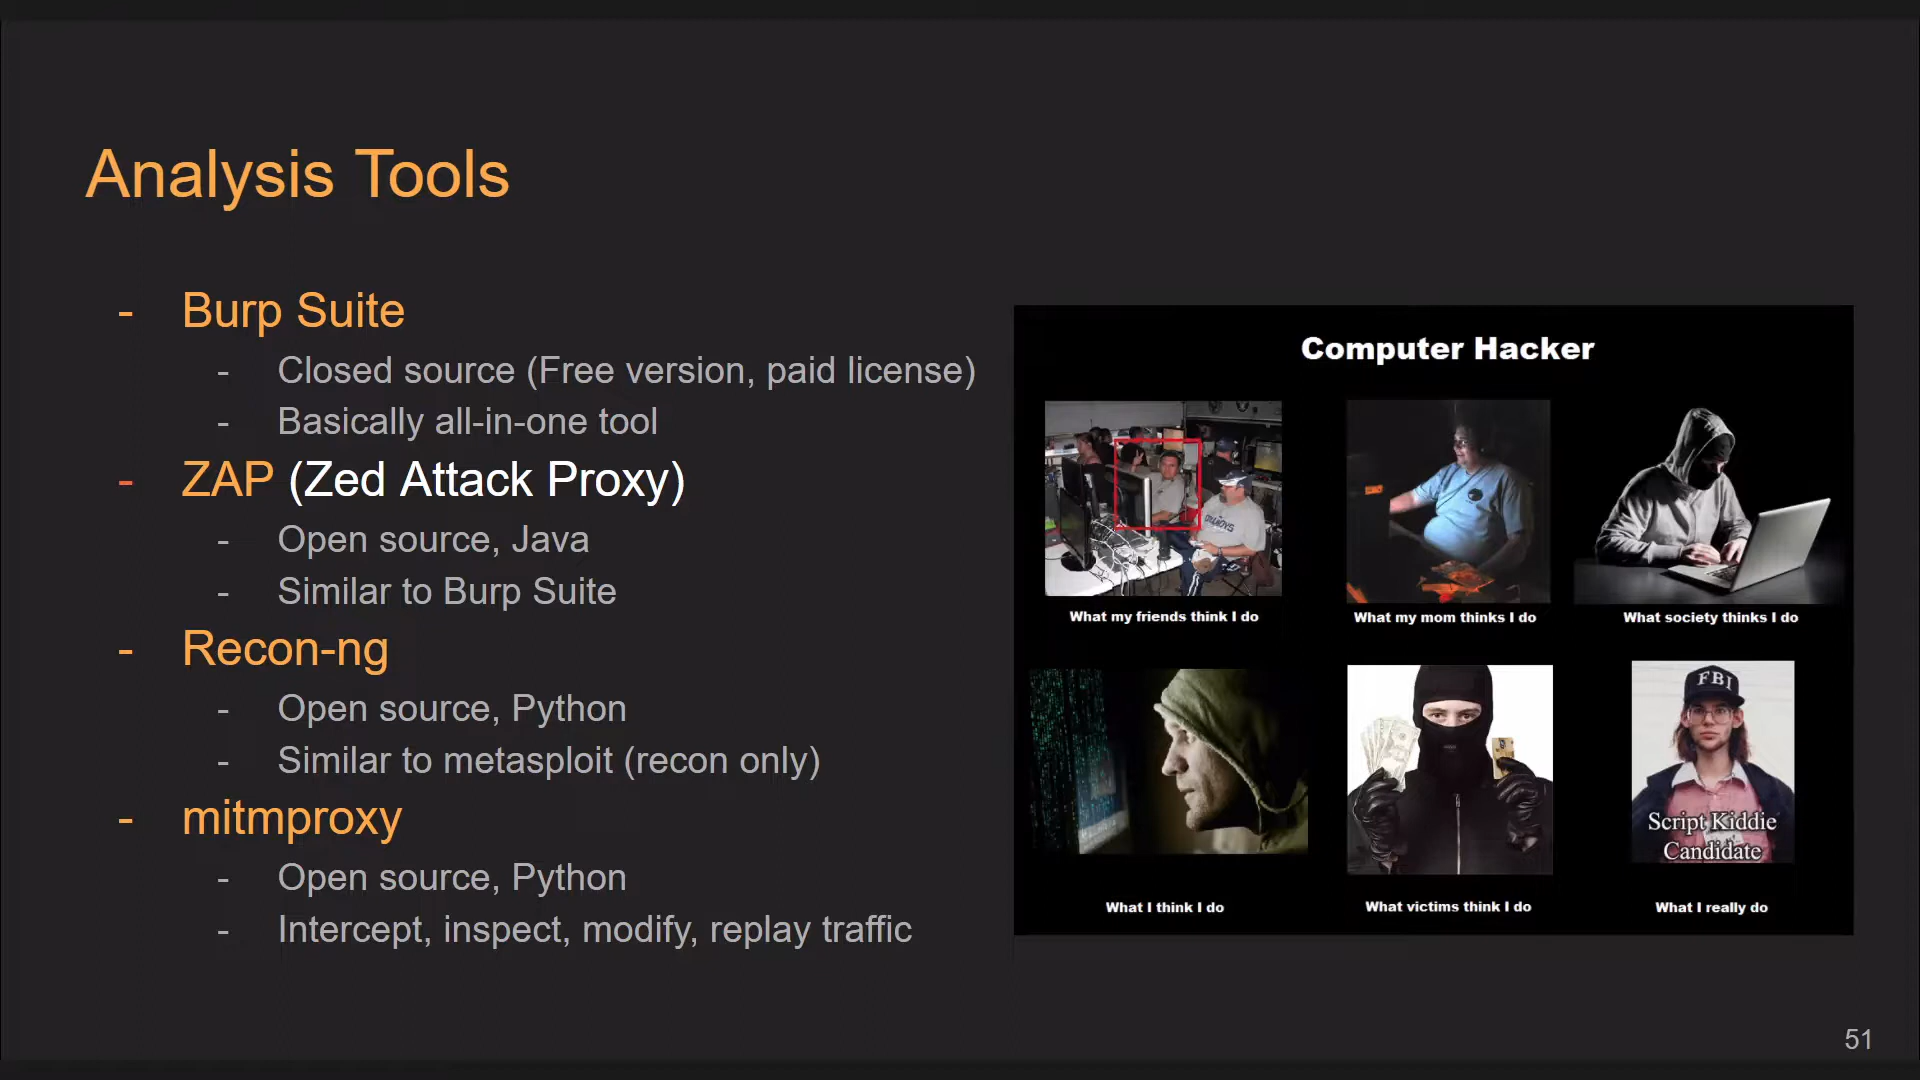 Analysis Tools
- Burp Suite
- Closed source (Free version, paid license)
- Basically all-in-one tool
- ZAP (Zed Attack Proxy)
- Open source, Java
- Similar to Burp Suite
- Recon-ng
- Open source, Python
- Similar to metasploit (recon only)
- mitmproxy
- Open source, Python
- Intercept, inspect, modify, replay traffic
Computer Hacker
What my friends think I do
What my mom thinks I do
What society thinks I do
FBI
Script Kiddie
Candidate
What I think I do
What victims think I do
What I really do
51